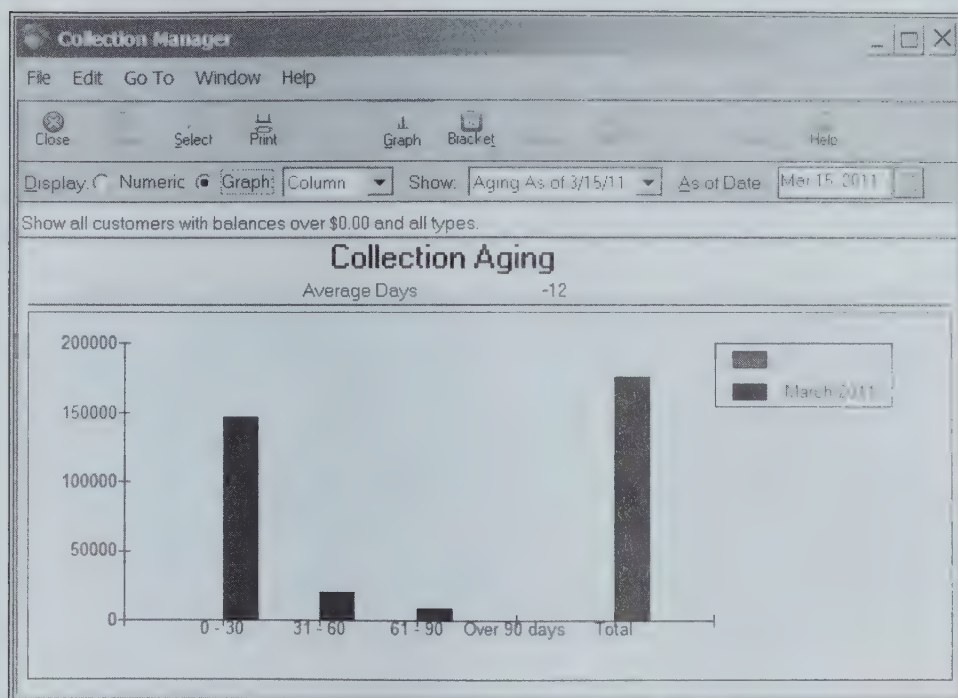 Collection Manager
File Edit Go To Window Help
Close Select Print Graph Bracket Help
Display: Numeric Graph: Column Show: Aging As of 3/15/11 As of Date Mar 15, 2011
Show all customers with balances over $0.00 and all types.
Collection Aging
Average Days -12
200000
150000
100000
50000
0
March 2011
0 - 30 31 - 60 61 - 90 Over 90 days Total